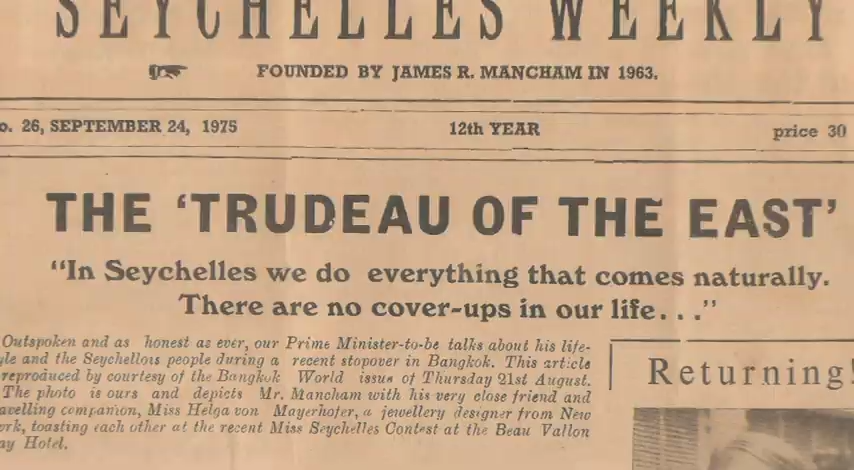 SEYCHELLES WEEKLY
FOUNDED BY JAMES R. MANCHAM IN 1963.
o. 26, SEPTEMBER 24, 1975 12th YEAR price 30
THE ‘TRUDEAU OF THE EAST’
“In Seychelles we do everything that comes naturally.
There are no cover-ups in our life...”
Outspoken and as honest as ever, our Prime Minister-to-be talks about his life-
yle and the Seychellois people during a recent stopover in Bangkok. This article
reproduced by courtesy of the Bangkok World issue of Thursday 21st August.
The photo is ours and depicts Mr. Mancham with his very close friend and
avelling companion, Miss Helga von Mayerhofer, a jewellery designer from New
ork, toasting each other at the recent Miss Seychelles Contest at the Beau Vallon
ay Hotel.
Returning!